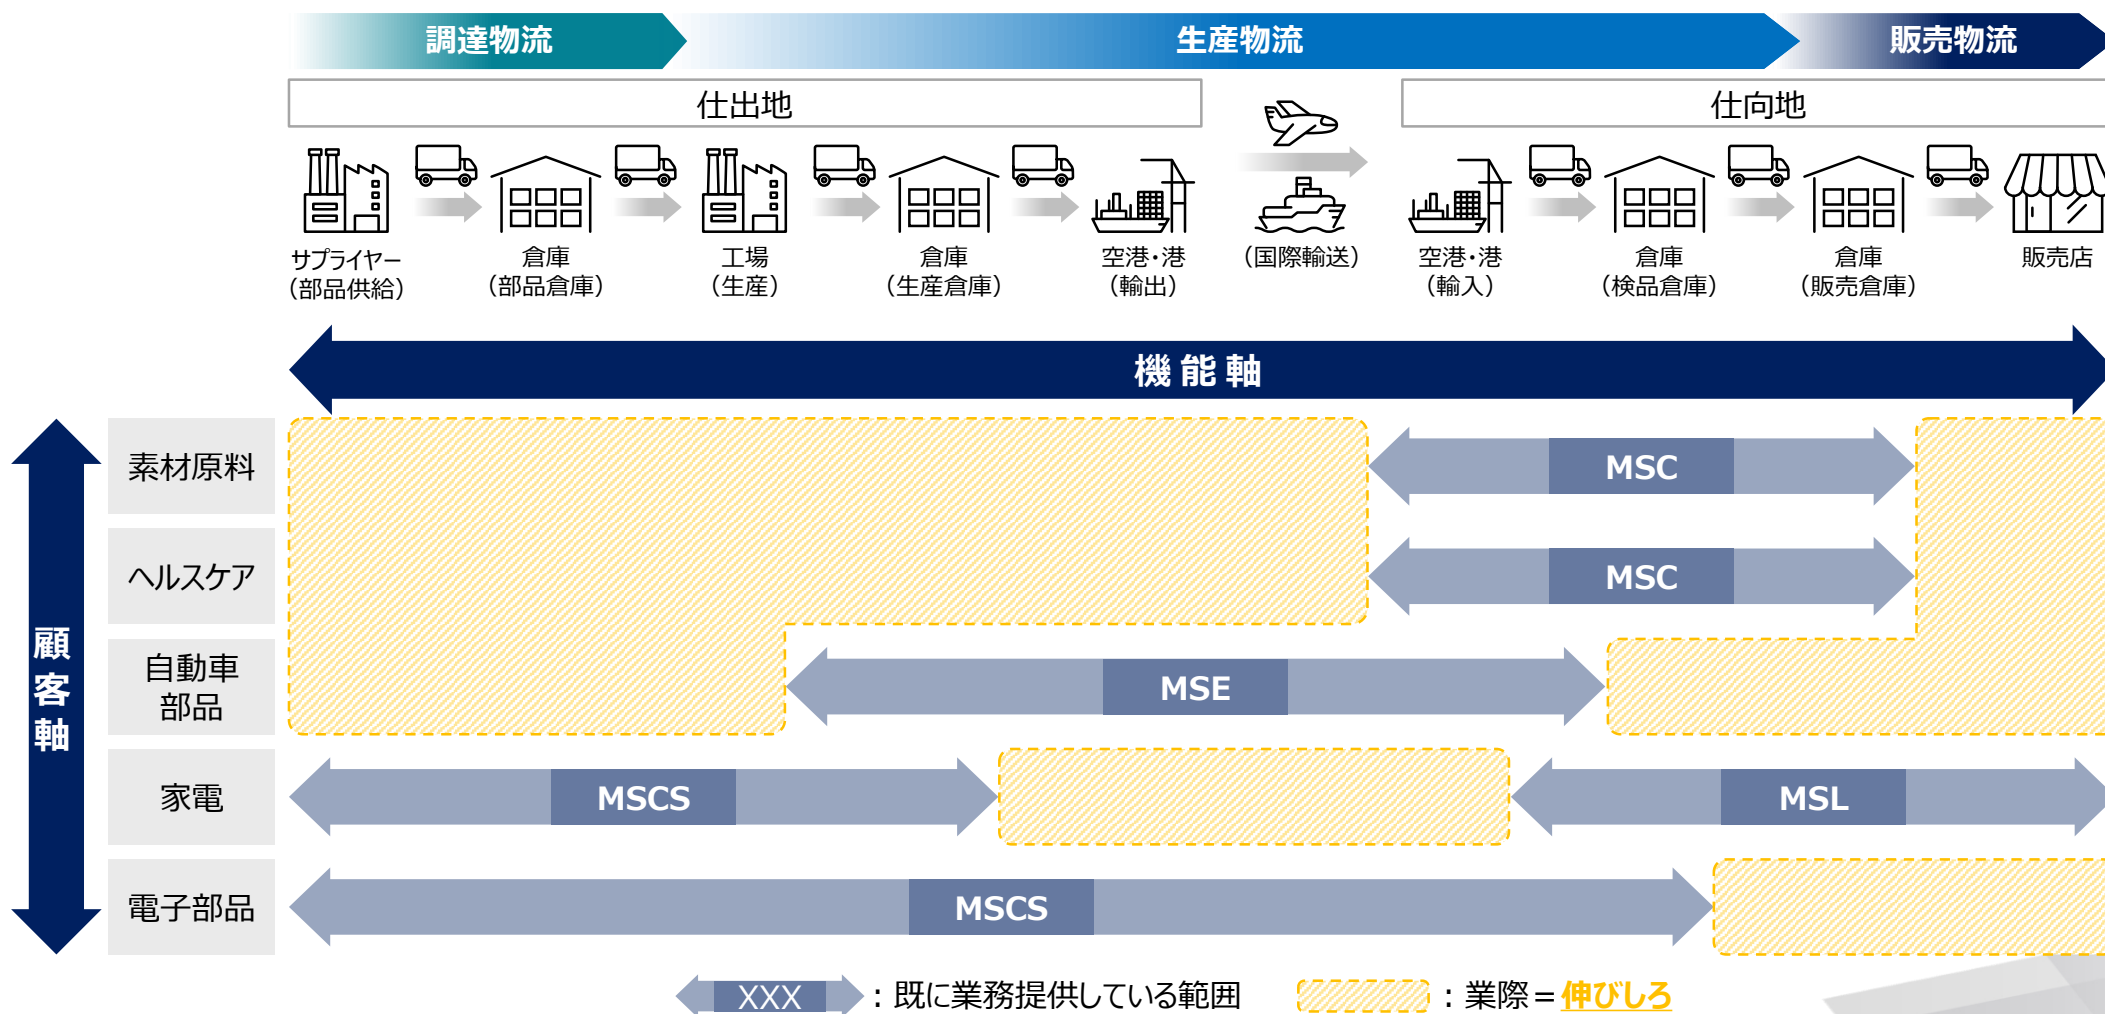 調達物流
生産物流
販売物流
仕出地
仕向地
サプライヤー
（部品供給）
倉庫
（部品倉庫）
工場
（生産）
倉庫
（生産倉庫）
空港・港
（輸出）
（国際輸送）
空港・港
（輸入）
倉庫
（検品倉庫）
倉庫
（販売倉庫）
販売店
機能軸
顧客軸
素材原料
MSC
ヘルスケア
MSC
自動車
部品
MSE
家電
MSCS
MSL
電子部品
MSCS
XXX
：既に業務提供している範囲
：業際＝伸びしろ